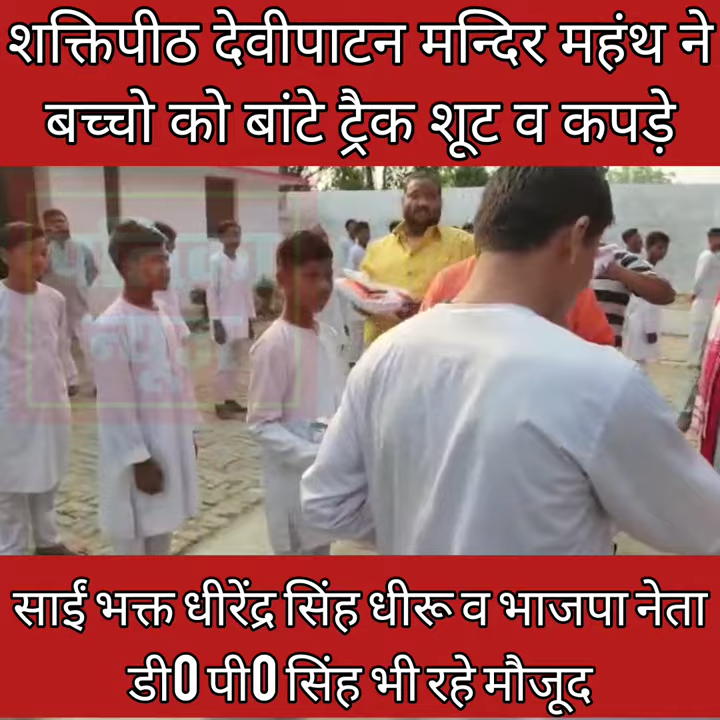 शक्तिपीठ देवीपाटन मन्दिर महंथ ने
बच्चो को बांटे ट्रैक शूट व कपड़े
न्यूज़
साईं भक्त धीरेंद्र सिंह धीरू व भाजपा नेता
डी0 पी0 सिंह भी रहे मौजूद